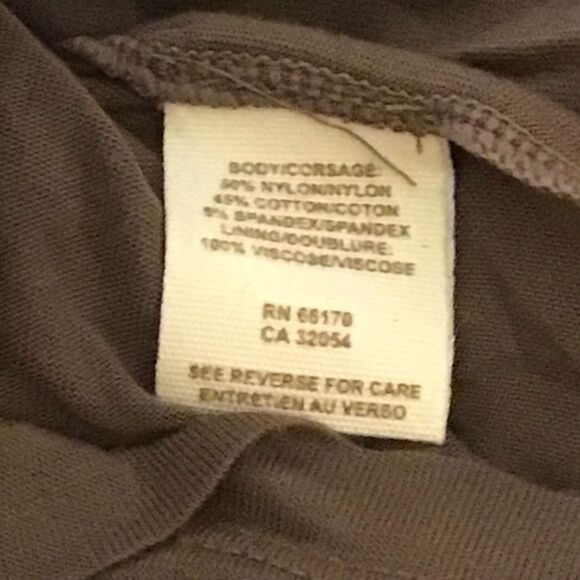 BODY/CORSAGE:
50% NYLON/NYLON
45% COTTON/COTON
5% SPANDEX/SPANDEX
LINING/DOUBLURE:
100% VISCOSE/VISCOSE
RN 66170
CA 32054
SEE REVERSE FOR CARE
ENTRETIEN AU VERSO